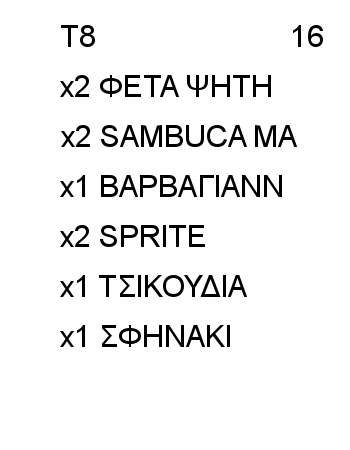 T8 16
x2 ΦΕΤΑ ΨΗΤΗ
x2 SAMBUCA MA
x1 ΒΑΡΒΑΓΙΑΝΝ
x2 SPRITE
x1 ΤΣΙΚΟΥΔΙΑ
x1 ΣΦΗΝΑΚΙ